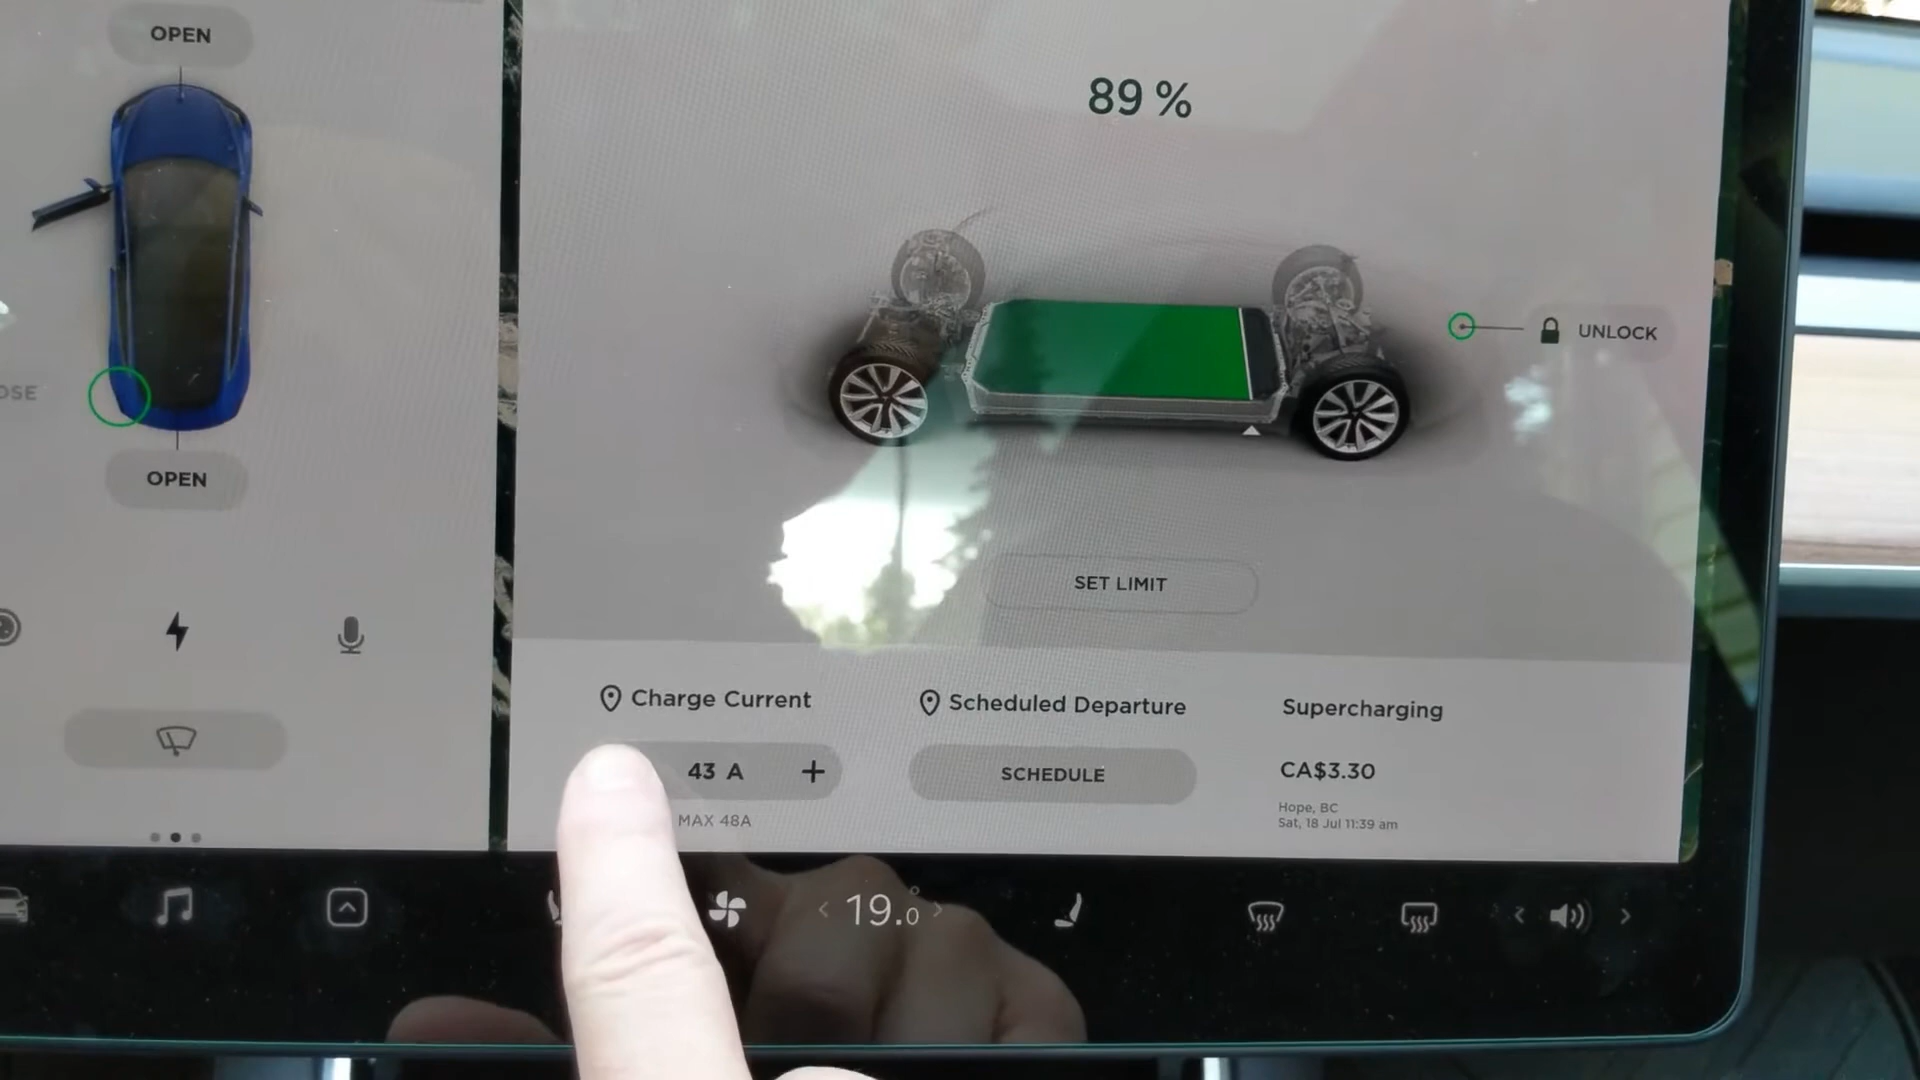 OPEN
OSE
OPEN
89 %
UNLOCK
SET LIMIT
Charge Current
43 A +
MAX 48A
Scheduled Departure
SCHEDULE
Supercharging
CA$3.30
Hope, BC
Sat, 18 Jul 11:39 am
19.0°